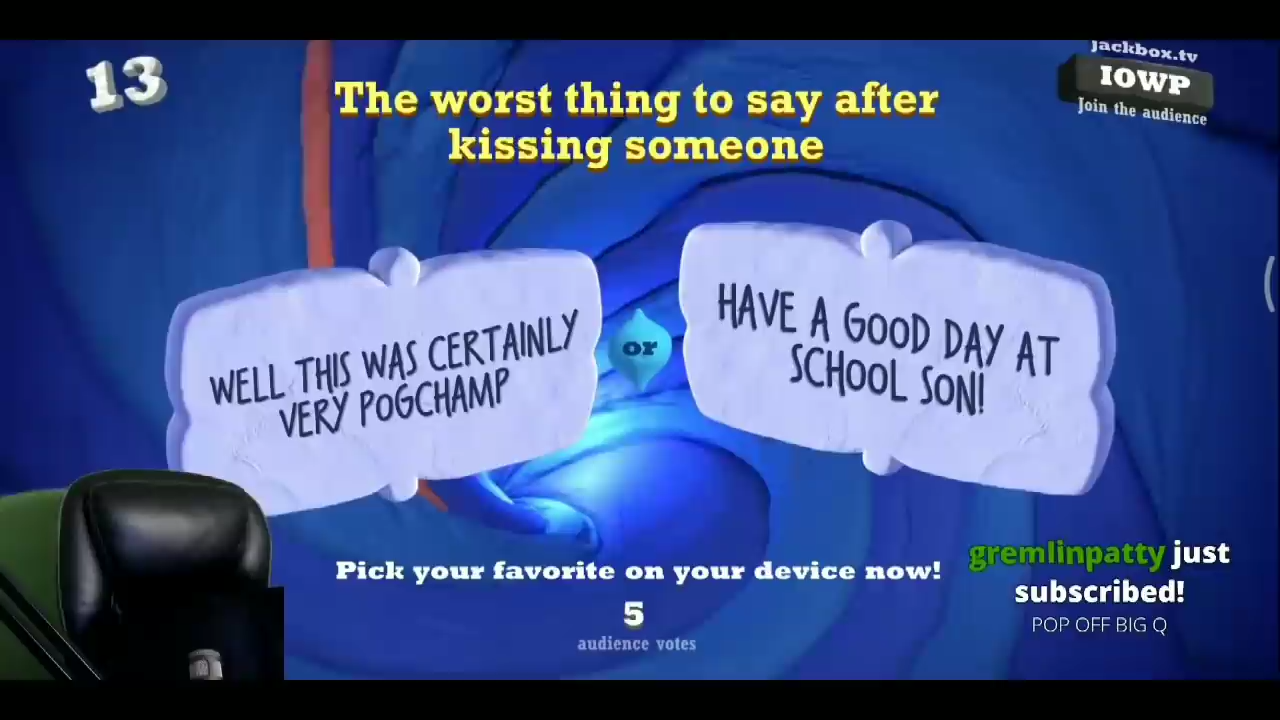 13
jackbox.tv
IOWP
Join the audience
The worst thing to say after
kissing someone
WELL THIS WAS CERTAINLY
VERY POGCHAMP
or
HAVE A GOOD DAY AT
SCHOOL SON!
Pick your favorite on your device now!
5
audience votes
gremlinpatty just
subscribed!
POP OFF BIG Q